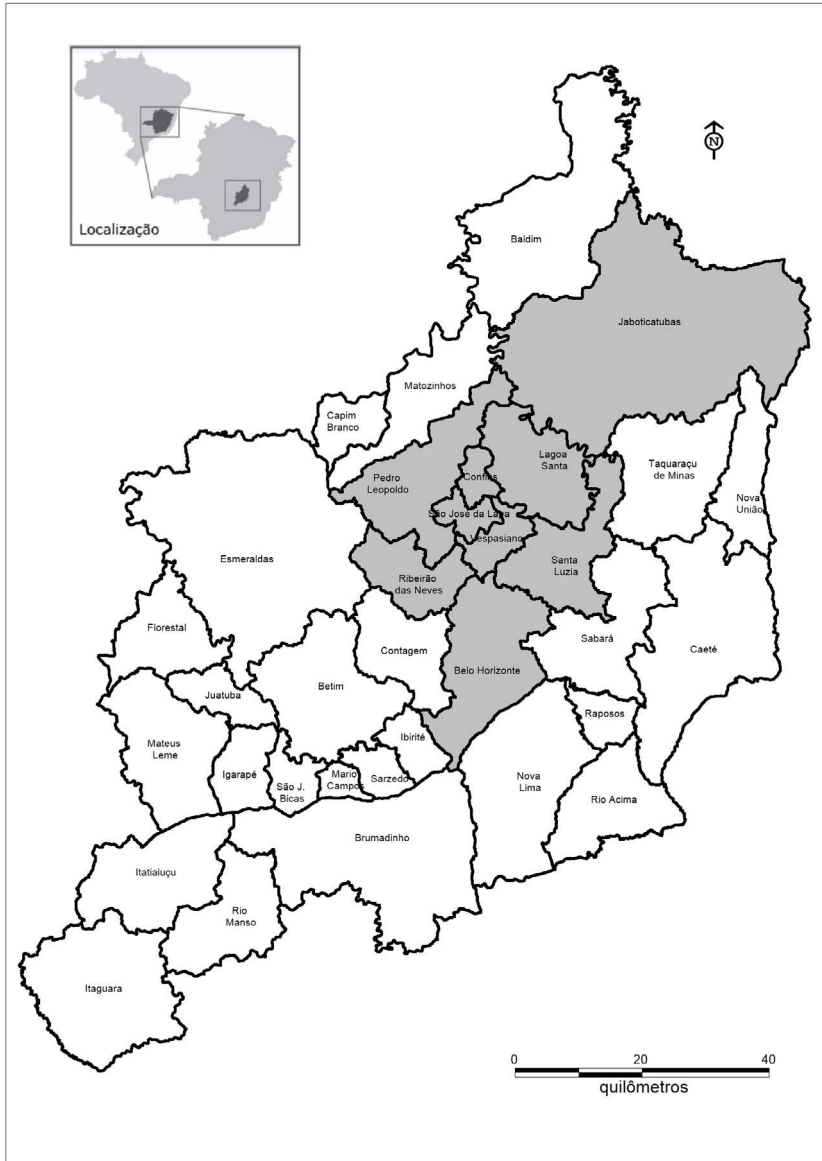 Localização
N
Baldim
Jaboticatubas
Matozinhos
Capim
Branco
Lagoa
Santa
Taquaraçu
de Minas
Pedro
Leopoldo
Confins
Nova
União
São José da Lapa
Vespasiano
Esmeraldas
Santa
Luzia
Ribeirão
das Neves
Florestal
Sabará
Contagem
Caeté
Belo Horizonte
Betim
Juatuba
Raposos
Ibirité
Mateus
Leme
Igarapé
São J.
Bicas
Mario
Campos
Sarzedo
Nova
Lima
Rio Acima
Brumadinho
Itatiaiuçu
Rio
Manso
Itaguara
0 20 40
quilômetros